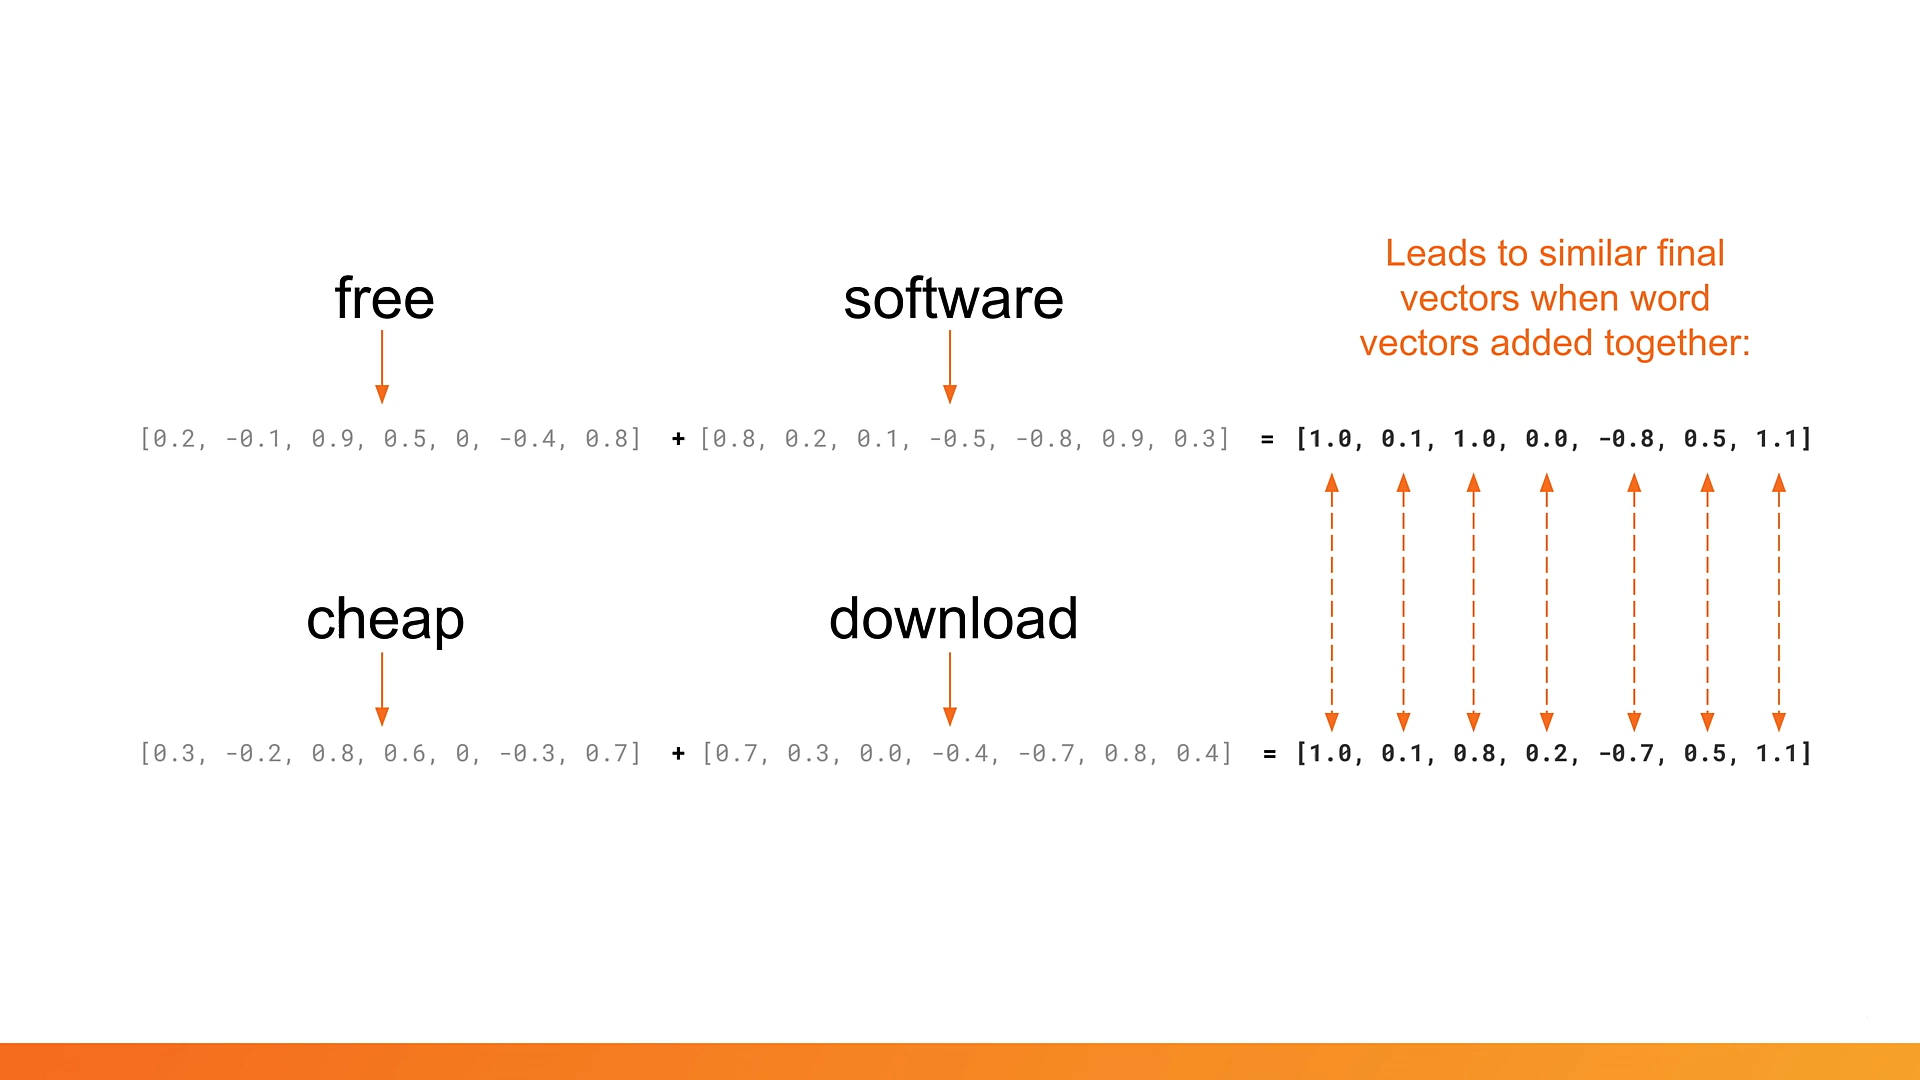 free
software
Leads to similar final
vectors when word
vectors added together:
[0.2, -0.1, 0.9, 0.5, 0, -0.4, 0.8] + [0.8, 0.2, 0.1, -0.5, -0.8, 0.9, 0.3] = [1.0, 0.1, 1.0, 0.0, -0.8, 0.5, 1.1]
cheap
download
[0.3, -0.2, 0.8, 0.6, 0, -0.3, 0.7] + [0.7, 0.3, 0.0, -0.4, -0.7, 0.8, 0.4] = [1.0, 0.1, 0.8, 0.2, -0.7, 0.5, 1.1]